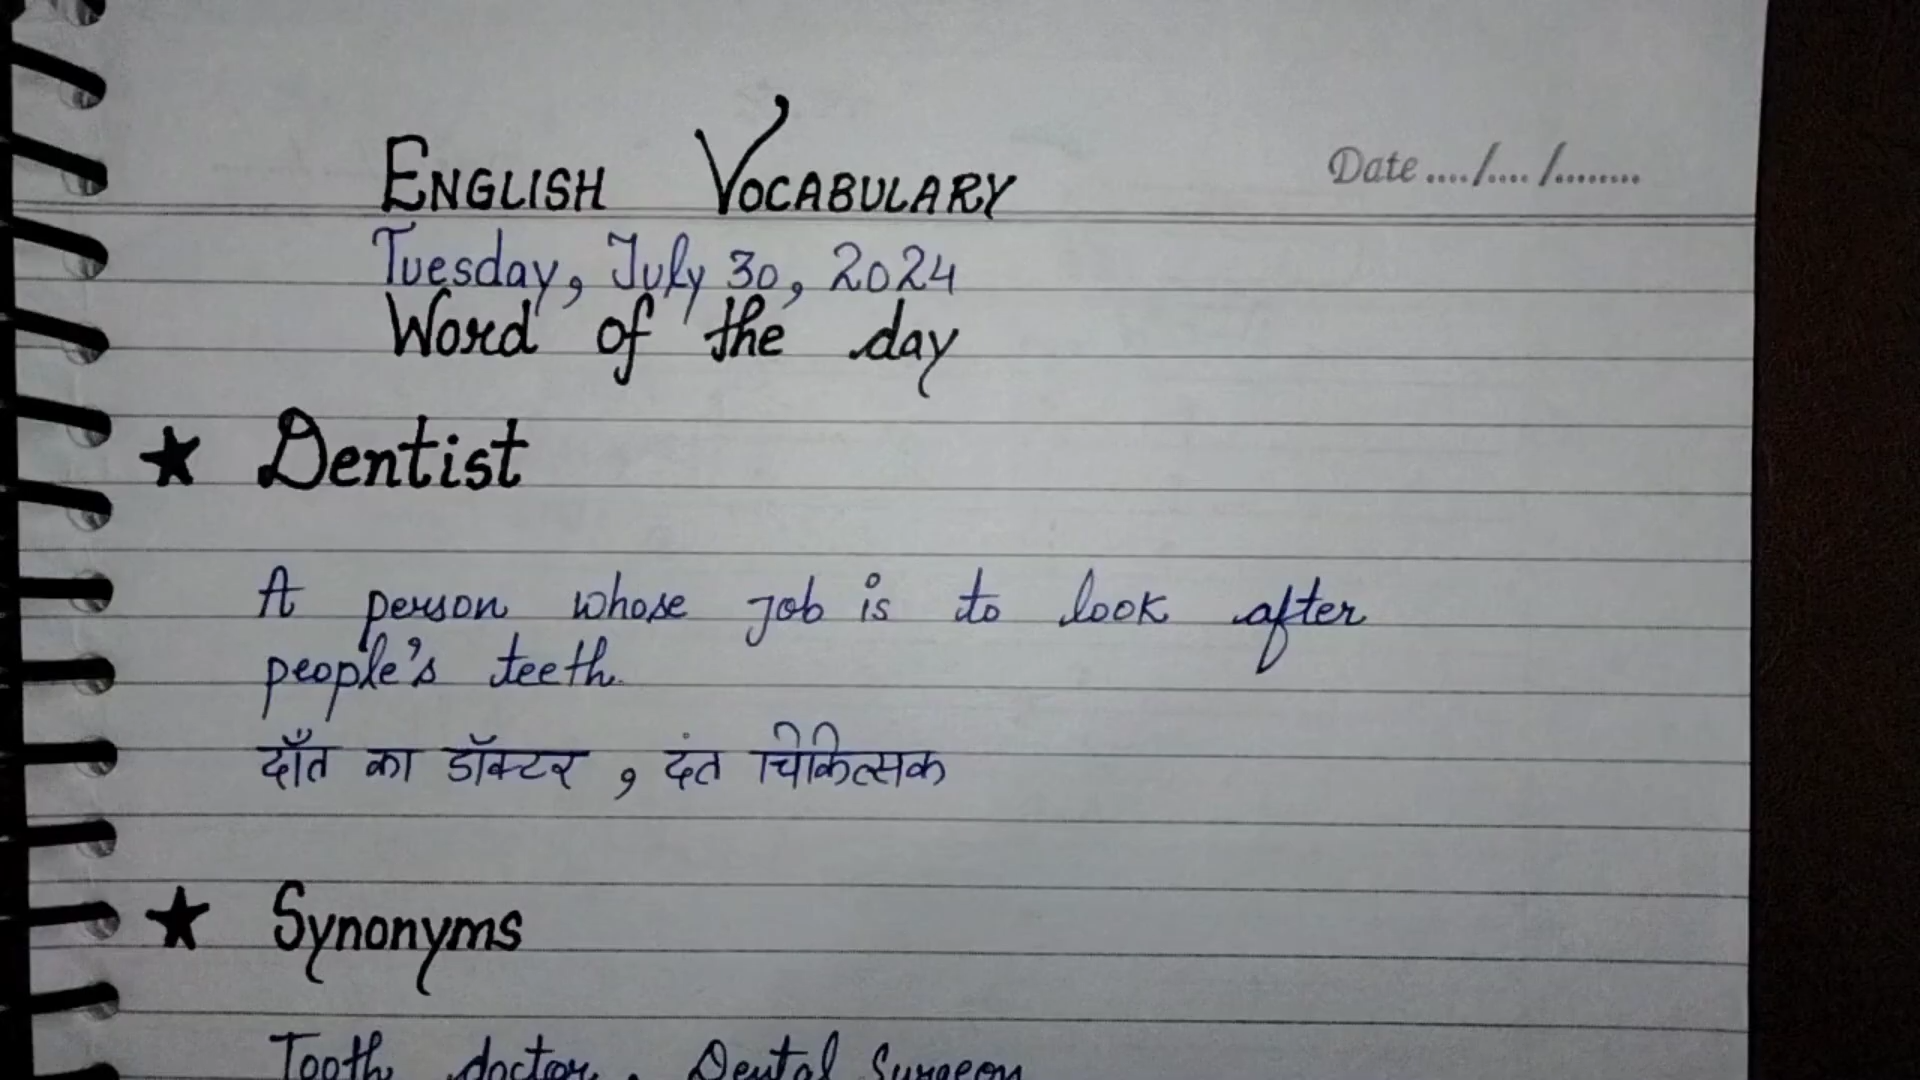 ENGLISH VOCABULARY
Date ..../..../.........
Tuesday, July 30, 2024
Word of the day
★ Dentist
A person whose job is to look after
people's teeth.
दाँत का डॉक्टर , दंत चिकित्सक
★ Synonyms
Tooth doctor, Dental Surgeon